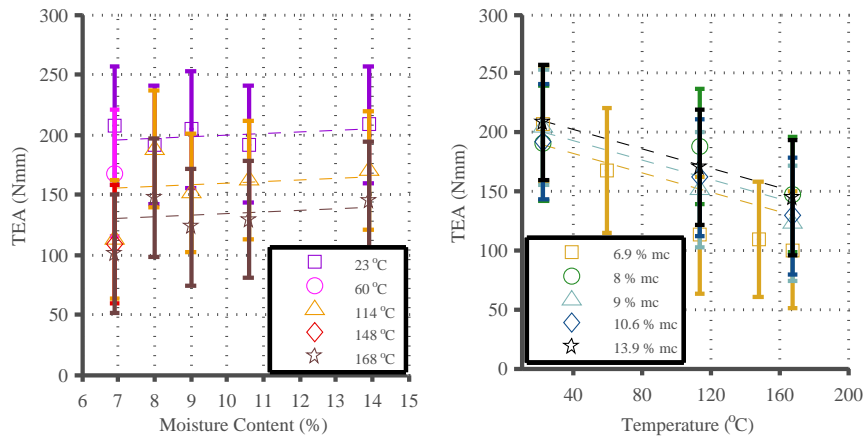 300
250
200
150
100
50
0
TEA (Nmm)
6 7 8 9 10 11 12 13 14 15
Moisture Content (%)
23 °C
60 °C
114 °C
148 °C
168 °C
300
250
200
150
100
50
0
TEA (Nmm)
40 80 120 160 200
Temperature (°C)
6.9 % mc
8 % mc
9 % mc
10.6 % mc
13.9 % mc